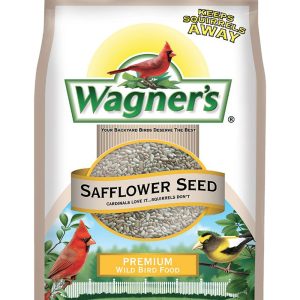 KEEPS
SQUIRRELS
AWAY
Wagner's®
YOUR BACKYARD BIRDS DESERVE THE BEST
SAFFLOWER SEED
CARDINALS LOVE IT...SQUIRRELS DON'T
PREMIUM
WILD BIRD FOOD